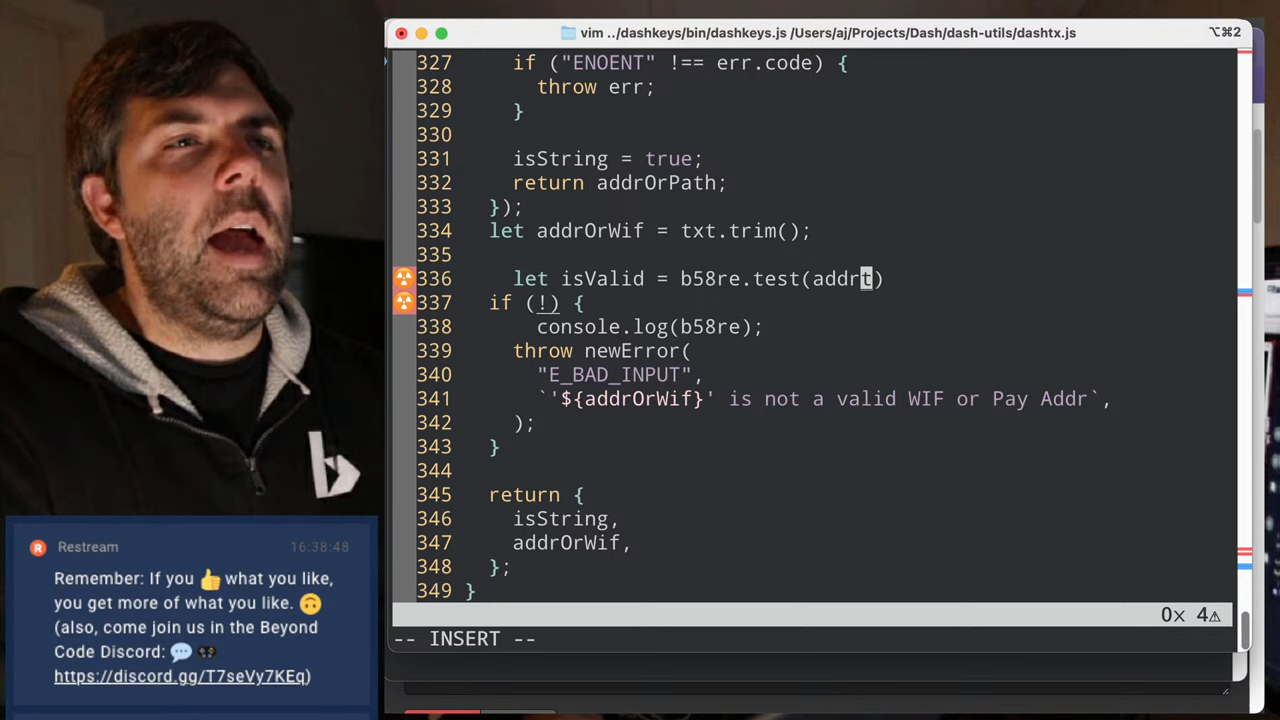 vim ../dashkeys/bin/dashkeys.js /Users/aj/Projects/Dash/dash-utils/dashtx.js
⌥⌘2
327 if ("ENOENT" !== err.code) {
328 throw err;
329 }
330
331 isString = true;
332 return addrOrPath;
333 });
334 let addrOrWif = txt.trim();
335
336 let isValid = b58re.test(addrt)
337 if (!) {
338 console.log(b58re);
339 throw newError(
340 "E_BAD_INPUT",
341 `'${addrOrWif}' is not a valid WIF or Pay Addr`,
342 );
343 }
344
345 return {
346 isString,
347 addrOrWif,
348 };
349 }
0× 4⚠
-- INSERT --
Restream 16:38:48
Remember: If you 👍 what you like,
you get more of what you like. 🙃
(also, come join us in the Beyond
Code Discord: 💬 🎮
https://discord.gg/T7seVy7KEq)